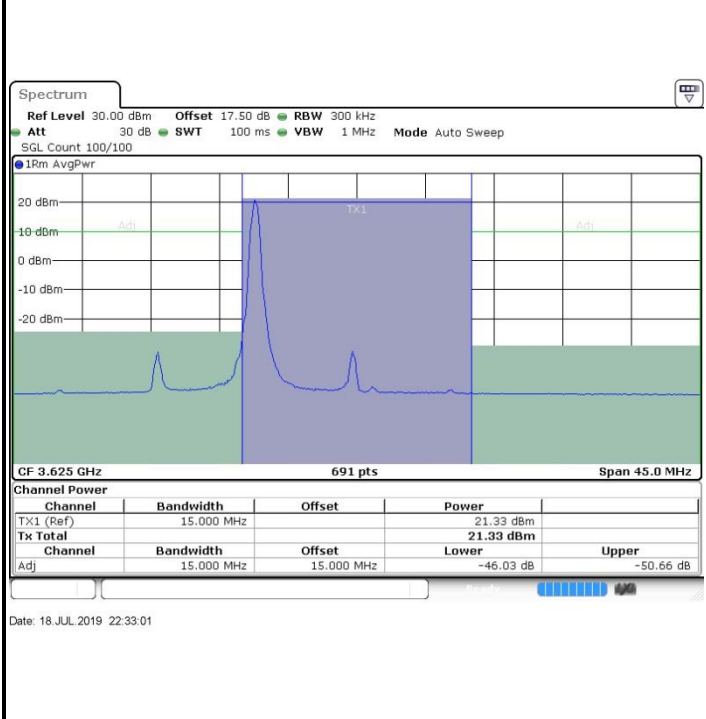 Spectrum
Ref Level 30.00 dBm Offset 17.50 dB RBW 300 kHz
Att 30 dB SWT 100 ms VBW 1 MHz Mode Auto Sweep
SGL Count 100/100
1Rm AvgPwr
20 dBm
TX1
Adj
Adj
10 dBm
0 dBm
-10 dBm
-20 dBm
CF 3.625 GHz 691 pts Span 45.0 MHz
Channel Power
Channel Bandwidth Offset Power
TX1 (Ref) 15.000 MHz 21.33 dBm
Tx Total 21.33 dBm
Channel Bandwidth Offset Lower Upper
Adj 15.000 MHz 15.000 MHz -46.03 dB -50.66 dB
Ready
Date: 18.JUL.2019 22:33:01